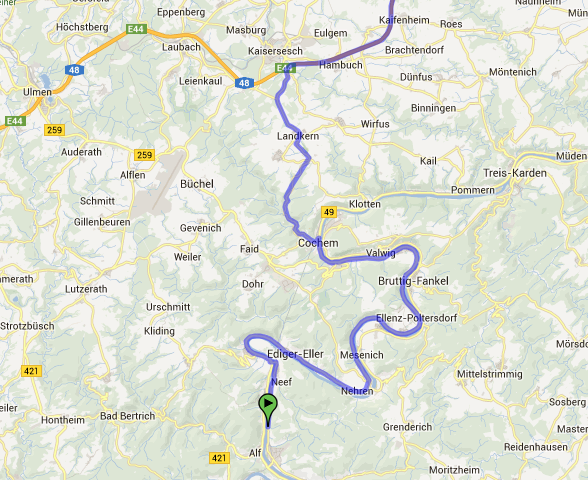 Naunheim
Kaifenheim
Eppenberg
Höchstberg
E44
Masburg
Eulgem
Roes
Mü
Laubach
Kaisersesch
Brachtendorf
48
E44
Hambuch
Ulmen
Leienkaul
48
Dünfus
Möntenich
E44
Binningen
259
Landkern
Wirfus
Auderath
259
Kail
Müden
Alflen
Treis-Karden
Büchel
Pommern
Schmitt
Klotten
49
Gillenbeuren
Gevenich
Cochem
Faid
Valwig
Weiler
merath
Dohr
Bruttig-Fankel
Lutzerath
Urschmitt
Ellenz-Poltersdorf
Strotzbüsch
Kliding
Mörsdo
Ediger-Eller
Mesenich
421
Mittelstrimmig
Neef
Nehren
Sosberg
eiler
Bad Bertrich
Hontheim
Grenderich
Master
Alf
Reidenhausen
421
Moritzheim